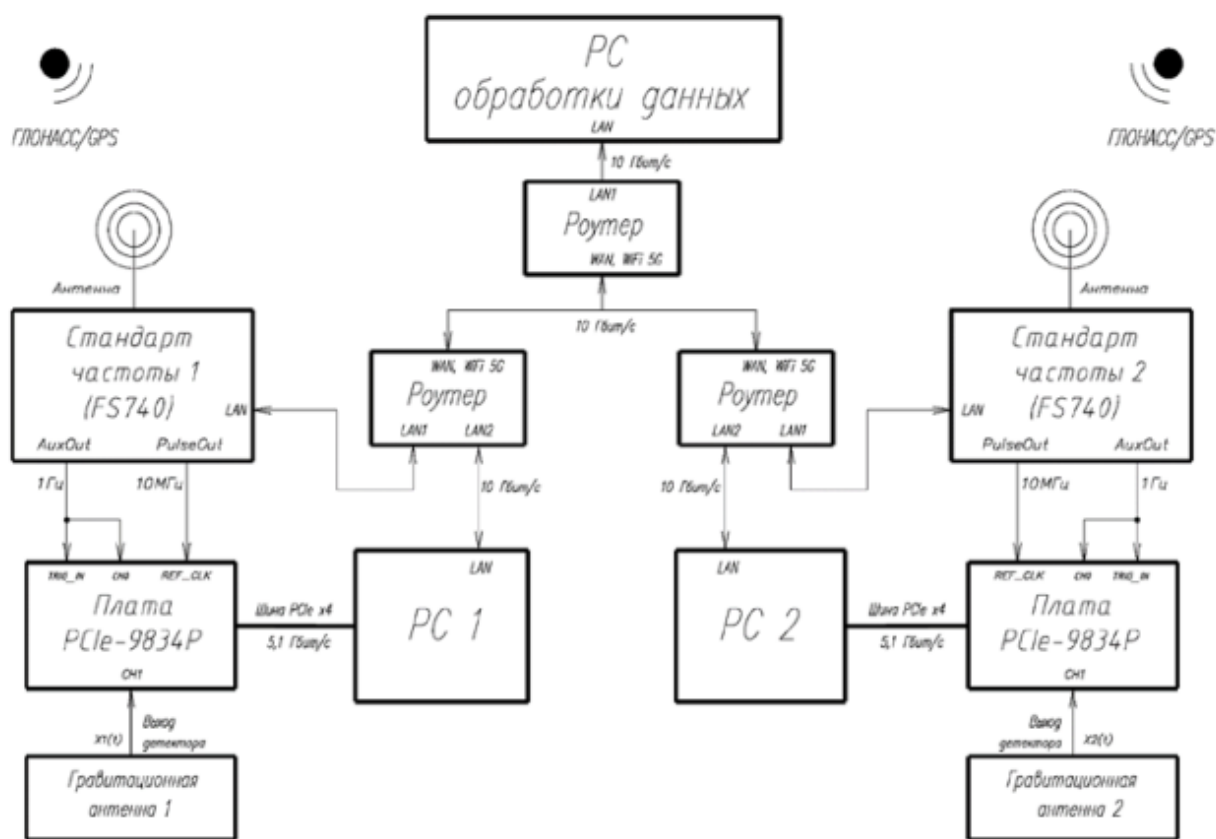 PC
обработки данных
LAN
10 Гбит/с
ГЛОНАСС/GPS
ГЛОНАСС/GPS
LAN1
Роутер
WAN, WiFi 5G
10 Гбит/с
Антенна
Стандарт
частоты 1
(FS740)
LAN
AuxOut
PulseOut
1 Гц
10МГц
WAN, WiFi 5G
Роутер
LAN1
LAN2
10 Гбит/с
WAN, WiFi 5G
Роутер
LAN2
LAN1
10 Гбит/с
Антенна
Стандарт
частоты 2
(FS740)
LAN
PulseOut
AuxOut
10МГц
1 Гц
TRIG_IN
CH0
REF_CLK
Плата
PCIe-9834P
CH1
Шина PCIe x4
5,1 Гбит/с
LAN
PC 1
LAN
PC 2
Шина PCIe x4
5,1 Гбит/с
REF_CLK
CH0
TRIG_IN
Плата
PCIe-9834P
CH1
x1(t)
Выход
детектора
Гравитационная
антенна 1
Выход
детектора
x2(t)
Гравитационная
антенна 2